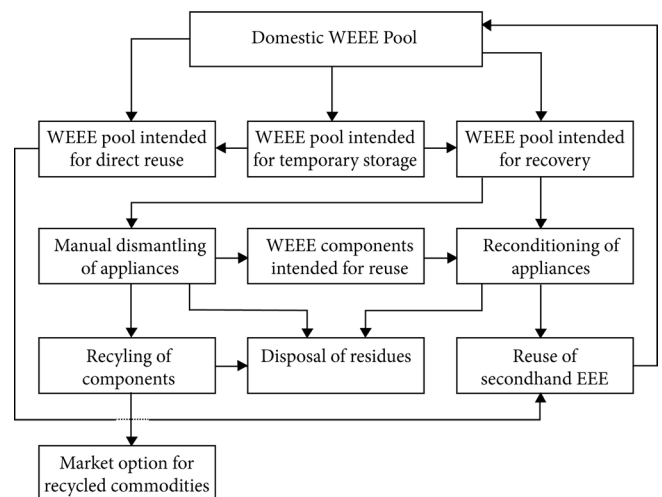 Domestic WEEE Pool
WEEE pool intended
for direct reuse
WEEE pool intended
for temporary storage
WEEE pool intended
for recovery
Manual dismantling
of appliances
WEEE components
intended for reuse
Reconditioning of
appliances
Recyling of
components
Disposal of residues
Reuse of
secondhand EEE
Market option for
recycled commodities